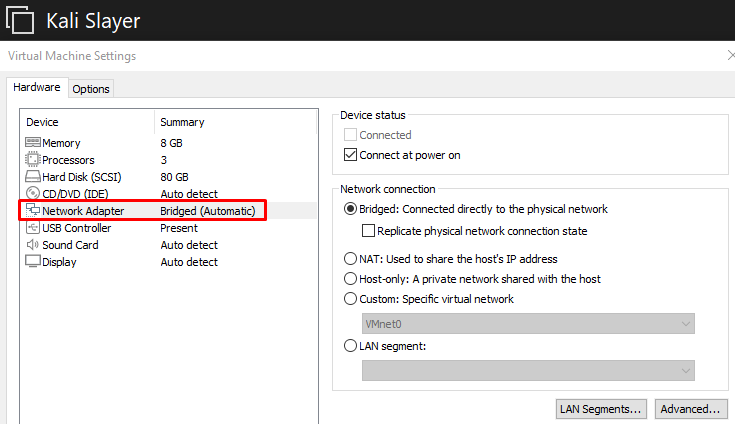 Kali Slayer
Virtual Machine Settings
Hardware Options
Device Summary
Memory 8 GB
Processors 3
Hard Disk (SCSI) 80 GB
CD/DVD (IDE) Auto detect
Network Adapter Bridged (Automatic)
USB Controller Present
Sound Card Auto detect
Display Auto detect
Device status
Connected
Connect at power on
Network connection
Bridged: Connected directly to the physical network
Replicate physical network connection state
NAT: Used to share the host's IP address
Host-only: A private network shared with the host
Custom: Specific virtual network
VMnet0
LAN segment:
LAN Segments... Advanced...